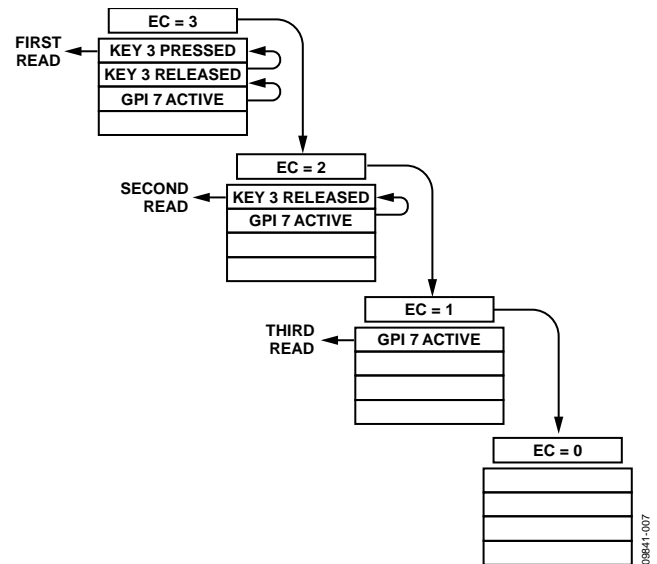 EC = 3
FIRST
READ
KEY 3 PRESSED
KEY 3 RELEASED
GPI 7 ACTIVE
EC = 2
SECOND
READ
KEY 3 RELEASED
GPI 7 ACTIVE
EC = 1
THIRD
READ
GPI 7 ACTIVE
EC = 0
09841-007